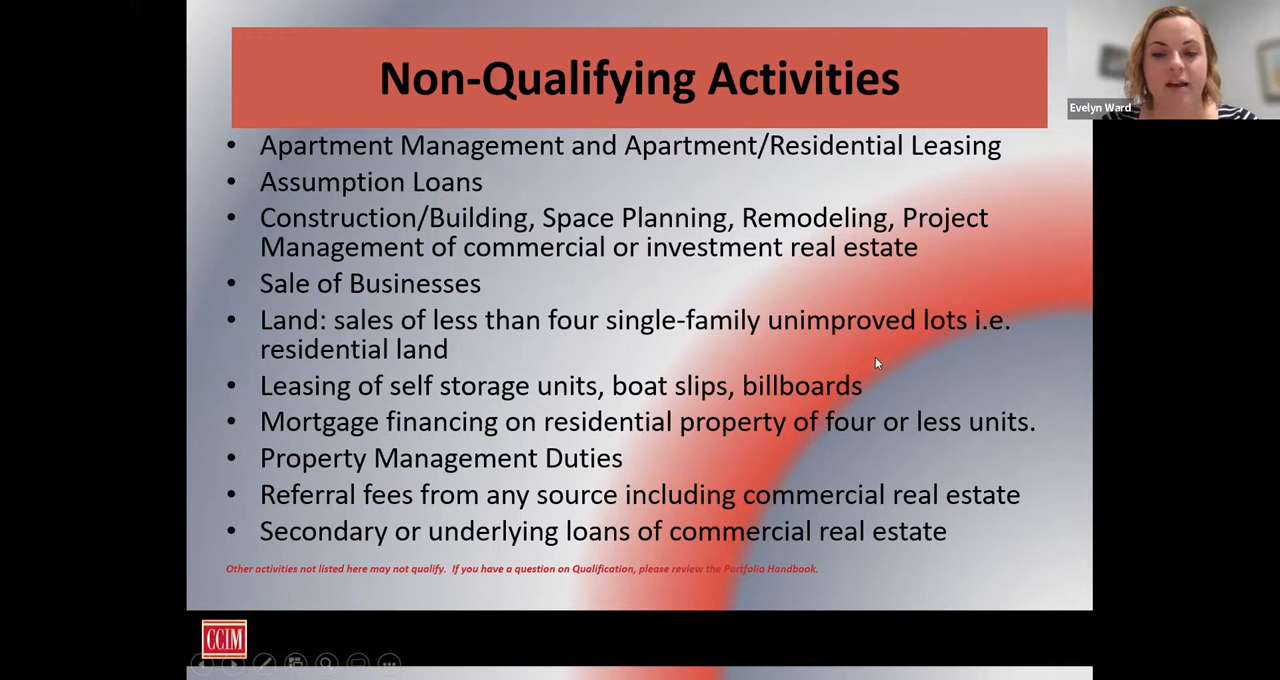 Non-Qualifying Activities
Evelyn Ward
• Apartment Management and Apartment/Residential Leasing
• Assumption Loans
• Construction/Building, Space Planning, Remodeling, Project
Management of commercial or investment real estate
• Sale of Businesses
• Land: sales of less than four single-family unimproved lots i.e.
residential land
• Leasing of self storage units, boat slips, billboards
• Mortgage financing on residential property of four or less units.
• Property Management Duties
• Referral fees from any source including commercial real estate
• Secondary or underlying loans of commercial real estate
Other activities not listed here may not qualify. If you have a question on Qualification, please review the Portfolio Handbook.
CCIM